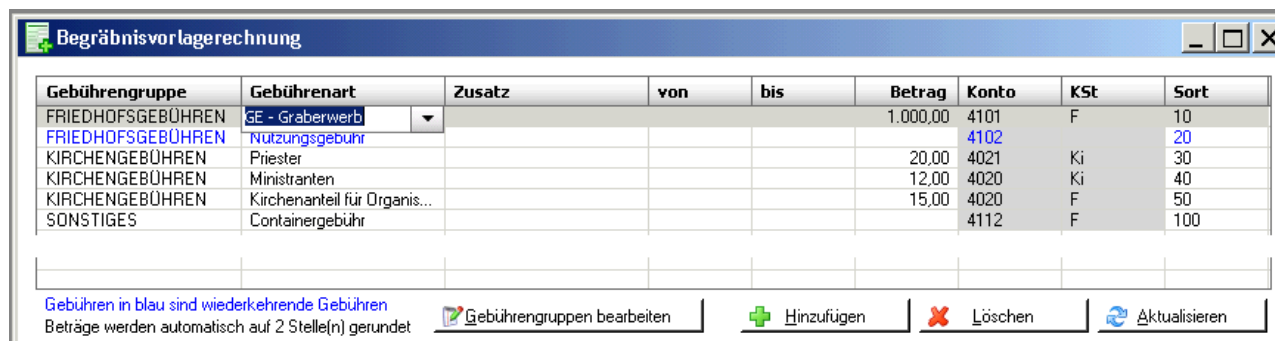 Begräbnisvorlagerechnung
Gebührengruppe Gebührenart Zusatz von bis Betrag Konto KSt Sort
FRIEDHOFSGEBÜHREN GE - Graberwerb 1.000,00 4101 F 10
FRIEDHOFSGEBÜHREN Nutzungsgebühr 4102 20
KIRCHENGEBÜHREN Priester 20,00 4021 Ki 30
KIRCHENGEBÜHREN Ministranten 12,00 4020 Ki 40
KIRCHENGEBÜHREN Kirchenanteil für Organis... 15,00 4020 F 50
SONSTIGES Containergebühr 4112 F 100
Gebühren in blau sind wiederkehrende Gebühren
Beträge werden automatisch auf 2 Stelle(n) gerundet
Gebührengruppen bearbeiten Hinzufügen Löschen Aktualisieren